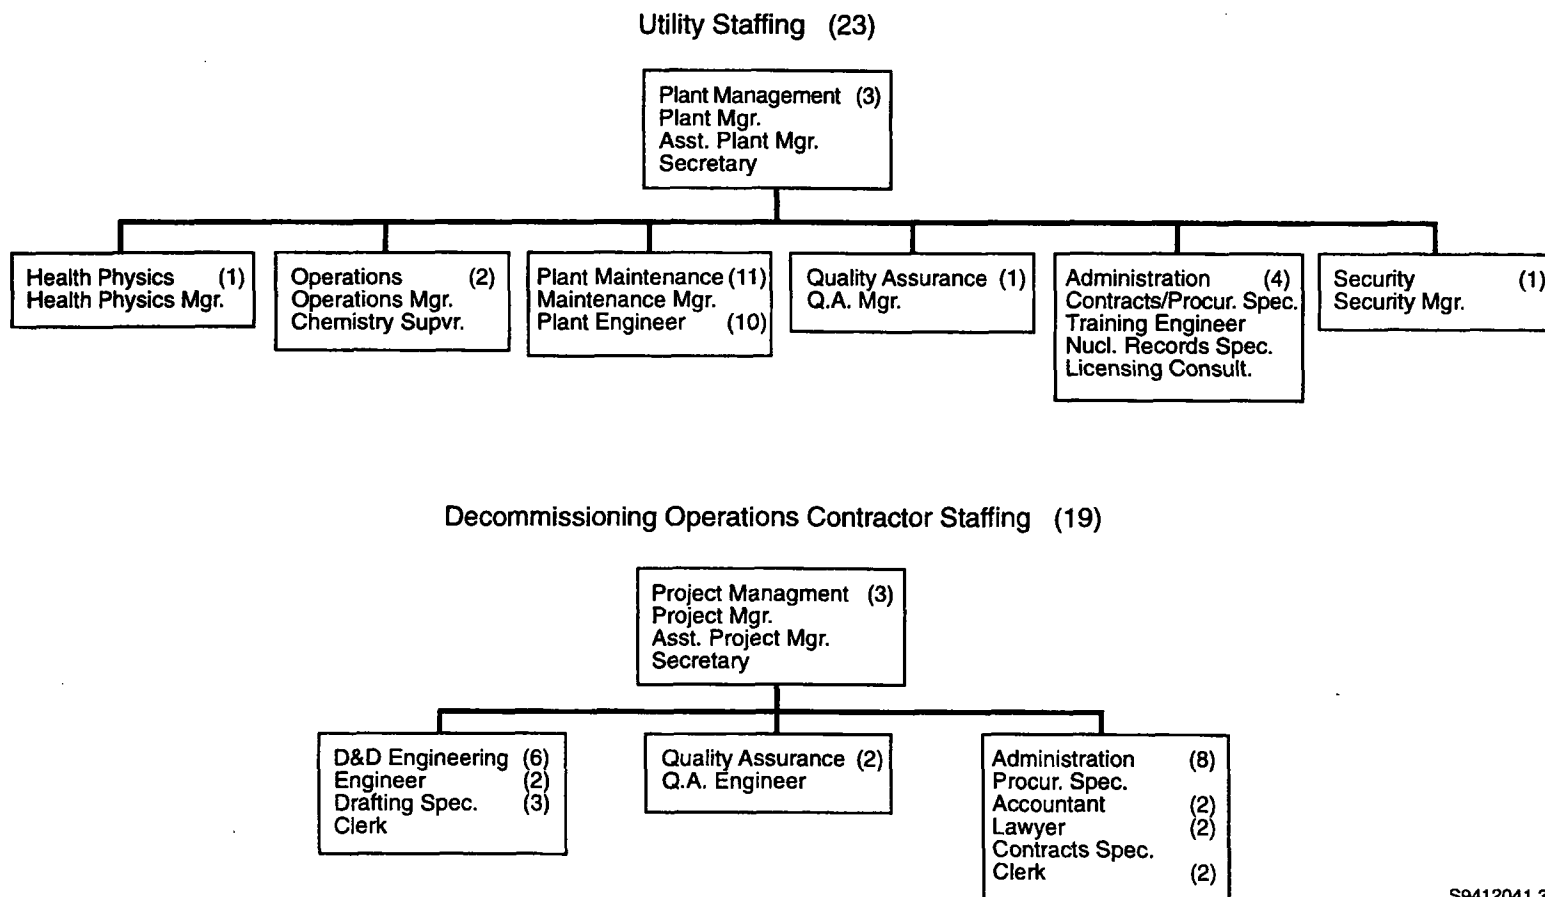 Utility Staffing (23)
Plant Management (3)
Plant Mgr.
Asst. Plant Mgr.
Secretary
Health Physics (1)
Health Physics Mgr.
Operations (2)
Operations Mgr.
Chemistry Supvr.
Plant Maintenance (11)
Maintenance Mgr.
Plant Engineer (10)
Quality Assurance (1)
Q.A. Mgr.
Administration (4)
Contracts/Procur. Spec.
Training Engineer
Nucl. Records Spec.
Licensing Consult.
Security (1)
Security Mgr.
Decommissioning Operations Contractor Staffing (19)
Project Managment (3)
Project Mgr.
Asst. Project Mgr.
Secretary
D&D Engineering (6)
Engineer (2)
Drafting Spec. (3)
Clerk
Quality Assurance (2)
Q.A. Engineer
Administration (8)
Procur. Spec.
Accountant (2)
Lawyer (2)
Contracts Spec.
Clerk (2)